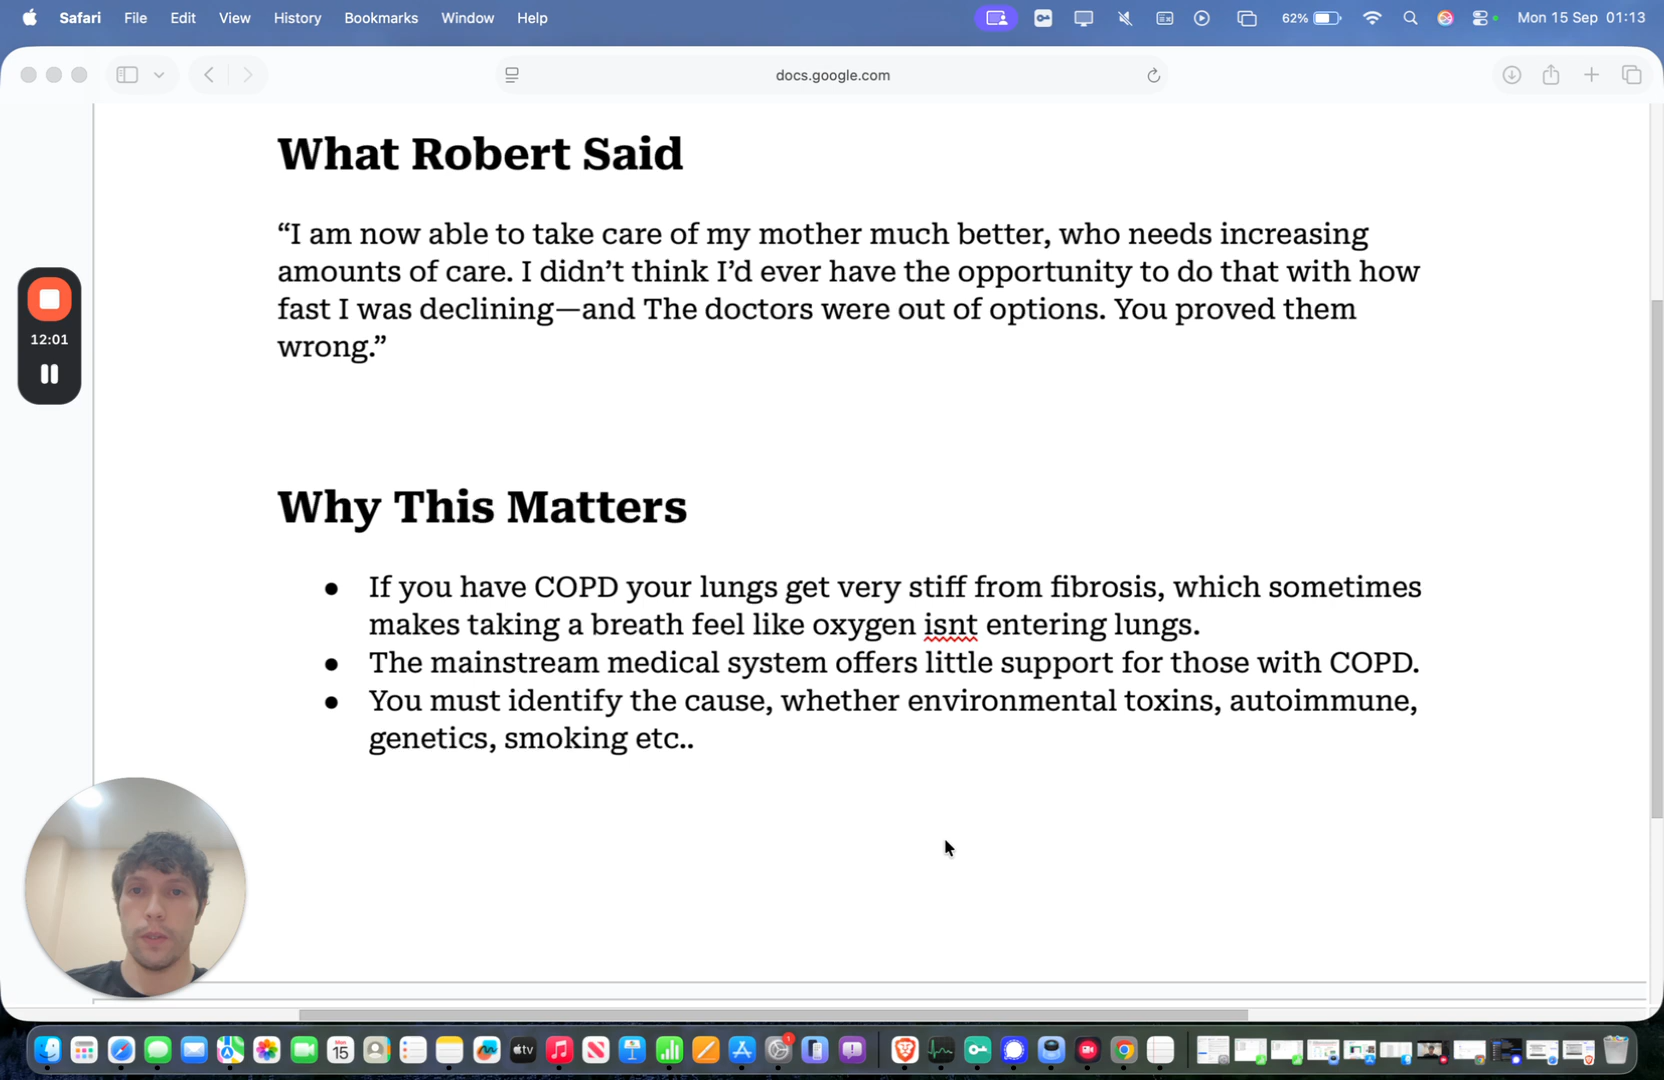 Safari File Edit View History Bookmarks Window Help 62% Mon 15 Sep 01:13
docs.google.com
What Robert Said
“I am now able to take care of my mother much better, who needs increasing
amounts of care. I didn’t think I’d ever have the opportunity to do that with how
fast I was declining—and The doctors were out of options. You proved them
wrong.”
12:01
Why This Matters
● If you have COPD your lungs get very stiff from fibrosis, which sometimes
makes taking a breath feel like oxygen isnt entering lungs.
● The mainstream medical system offers little support for those with COPD.
● You must identify the cause, whether environmental toxins, autoimmune,
genetics, smoking etc..
15
tv